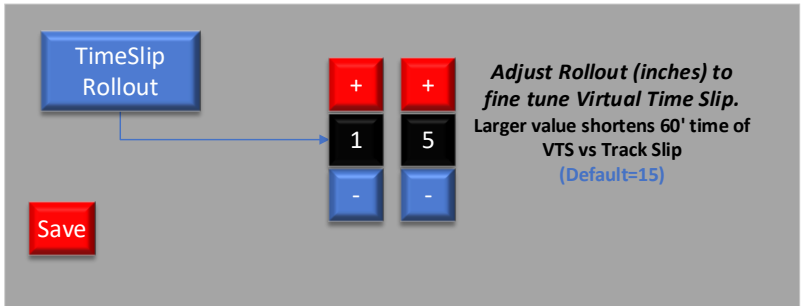 TimeSlip
Rollout
+ +
1 5
- -
Adjust Rollout (inches) to
fine tune Virtual Time Slip.
Larger value shortens 60' time of
VTS vs Track Slip
(Default=15)
Save